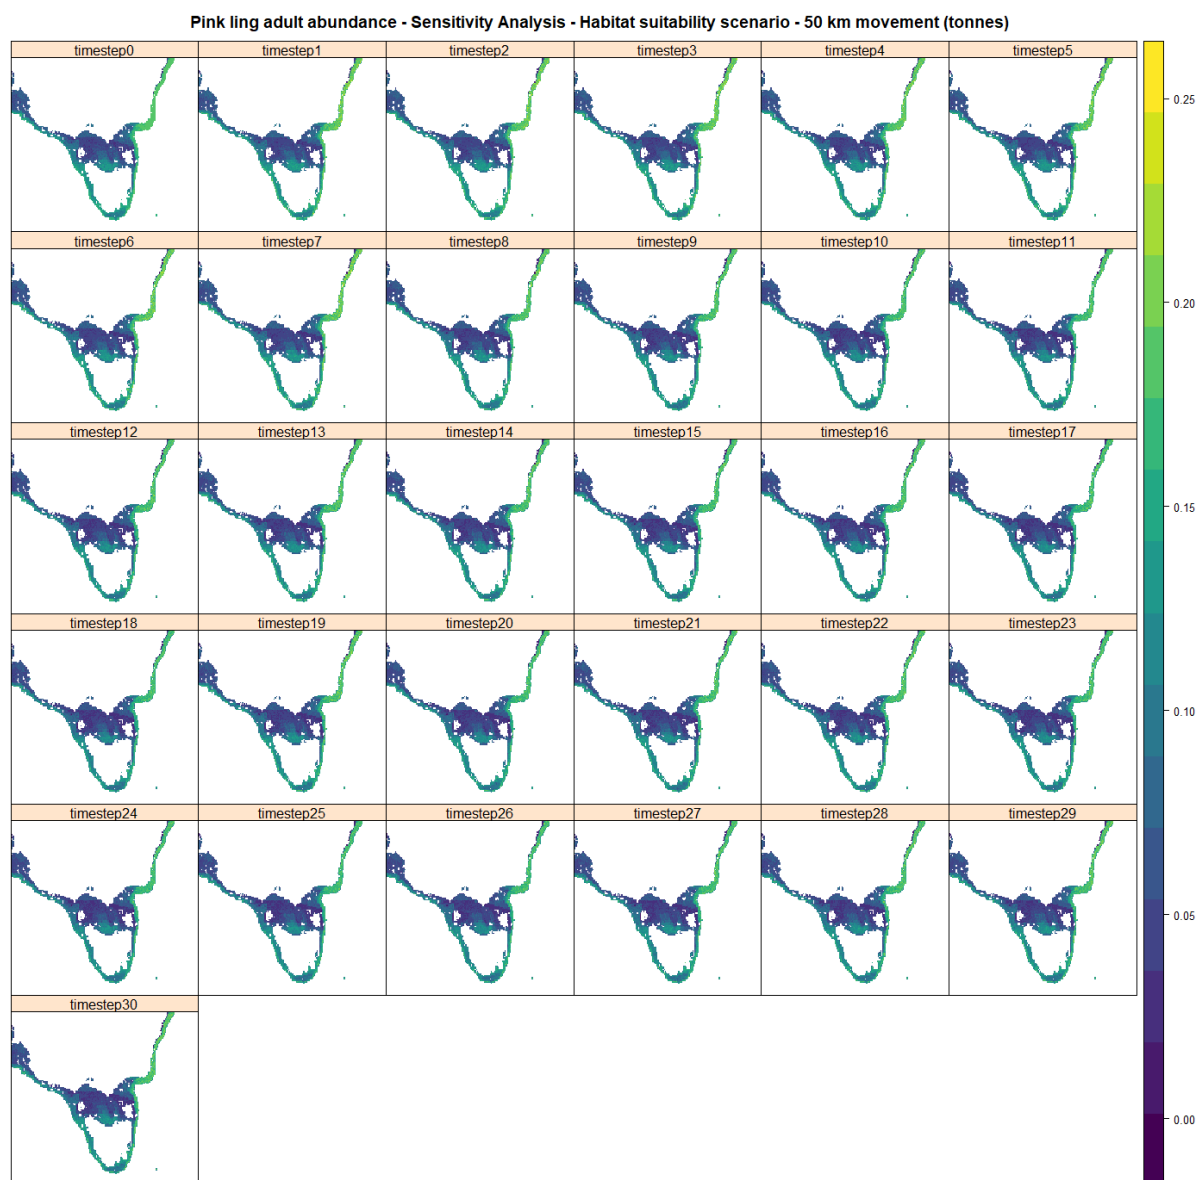 Pink ling adult abundance - Sensitivity Analysis - Habitat suitability scenario - 50 km movement (tonnes)
timestep0 timestep1 timestep2 timestep3 timestep4 timestep5
0.25
timestep6 timestep7 timestep8 timestep9 timestep10 timestep11
0.20
timestep12 timestep13 timestep14 timestep15 timestep16 timestep17
0.15
timestep18 timestep19 timestep20 timestep21 timestep22 timestep23
0.10
timestep24 timestep25 timestep26 timestep27 timestep28 timestep29
0.05
timestep30
0.00